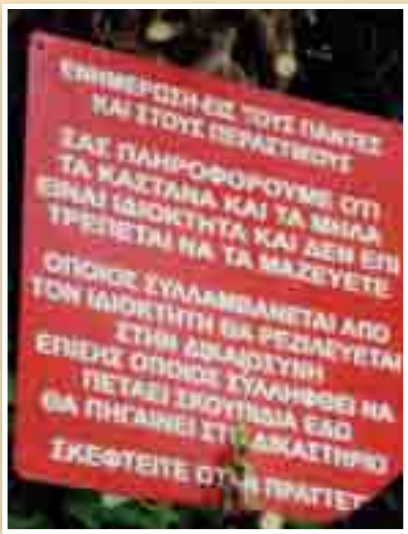 ΕΝΗΜΕΡΩΣΗ ΕΙΣ ΤΟΥΣ ΠΑΝΤΕΣ
ΚΑΙ ΣΤΟΥΣ ΠΕΡΑΣΤΙΚΟΥΣ
ΣΑΣ ΠΛΗΡΟΦΟΡΟΥΜΕ ΟΤΙ
ΤΑ ΚΑΣΤΑΝΑ ΚΑΙ ΤΑ ΜΗΛΑ
ΕΙΝΑΙ ΙΔΙΟΚΤΗΤΑ ΚΑΙ ΔΕΝ ΕΠΙ
ΤΡΕΠΕΤΑΙ ΝΑ ΤΑ ΜΑΖΕΥΕΤΕ
ΟΠΟΙΟΣ ΣΥΛΛΑΜΒΑΝΕΤΑΙ ΑΠΟ
ΤΟΝ ΙΔΙΟΚΤΗΤΗ ΘΑ ΡΕΖΙΛΕΥΕΤΑΙ
ΣΤΗΝ ΔΙΚΑΙΟΣΥΝΗ
ΕΠΙΣΗΣ ΟΠΟΙΟΣ ΣΥΛΛΗΦΘΕΙ ΝΑ
ΠΕΤΑΕΙ ΣΚΟΥΠΙΔΙΑ ΕΔΩ
ΘΑ ΠΗΓΑΙΝΕΙ ΣΤΟ ΔΙΚΑΣΤΗΡΙΟ
ΣΚΕΦΤΕΙΤΕ